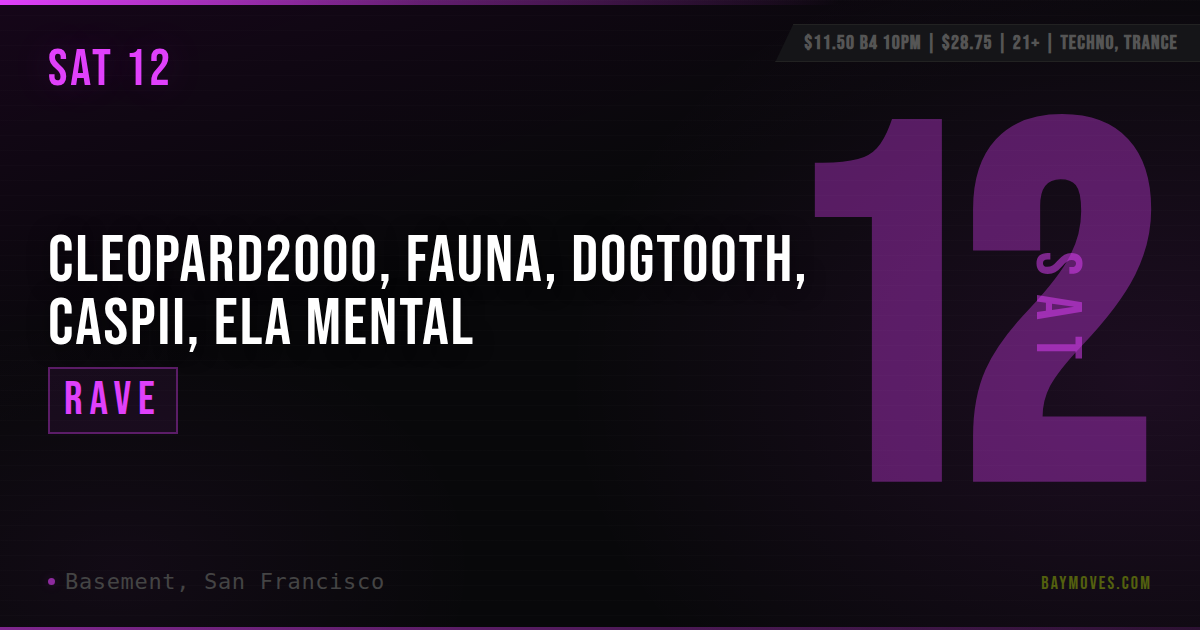 SAT 12
$11.50 B4 10PM | $28.75 | 21+ | TECHNO, TRANCE
12
SAT
CLEOPARD2000, FAUNA, DOGTOOTH,
CASPII, ELA MENTAL
RAVE
Basement, San Francisco
BAYMOVES.COM